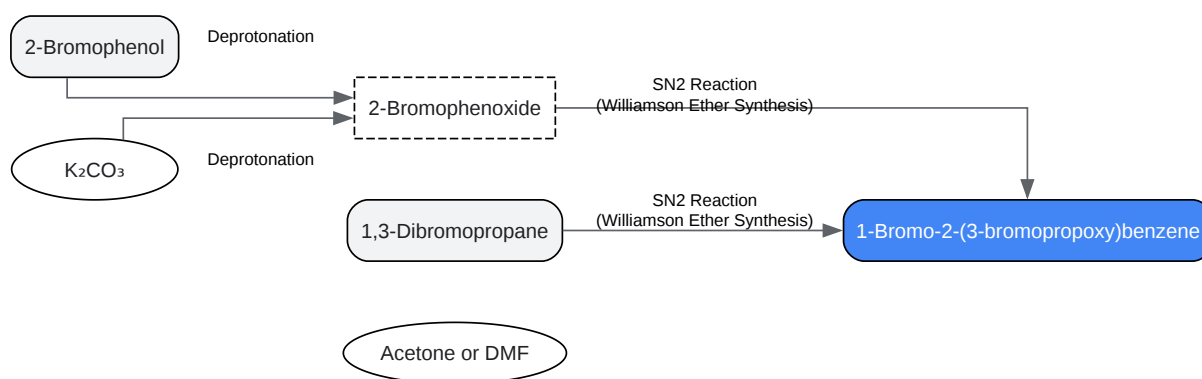 2-Bromophenol
Deprotonation
2-Bromophenoxide
SN2 Reaction
(Williamson Ether Synthesis)
K₂CO₃
Deprotonation
1,3-Dibromopropane
SN2 Reaction
(Williamson Ether Synthesis)
1-Bromo-2-(3-bromopropoxy)benzene
Acetone or DMF